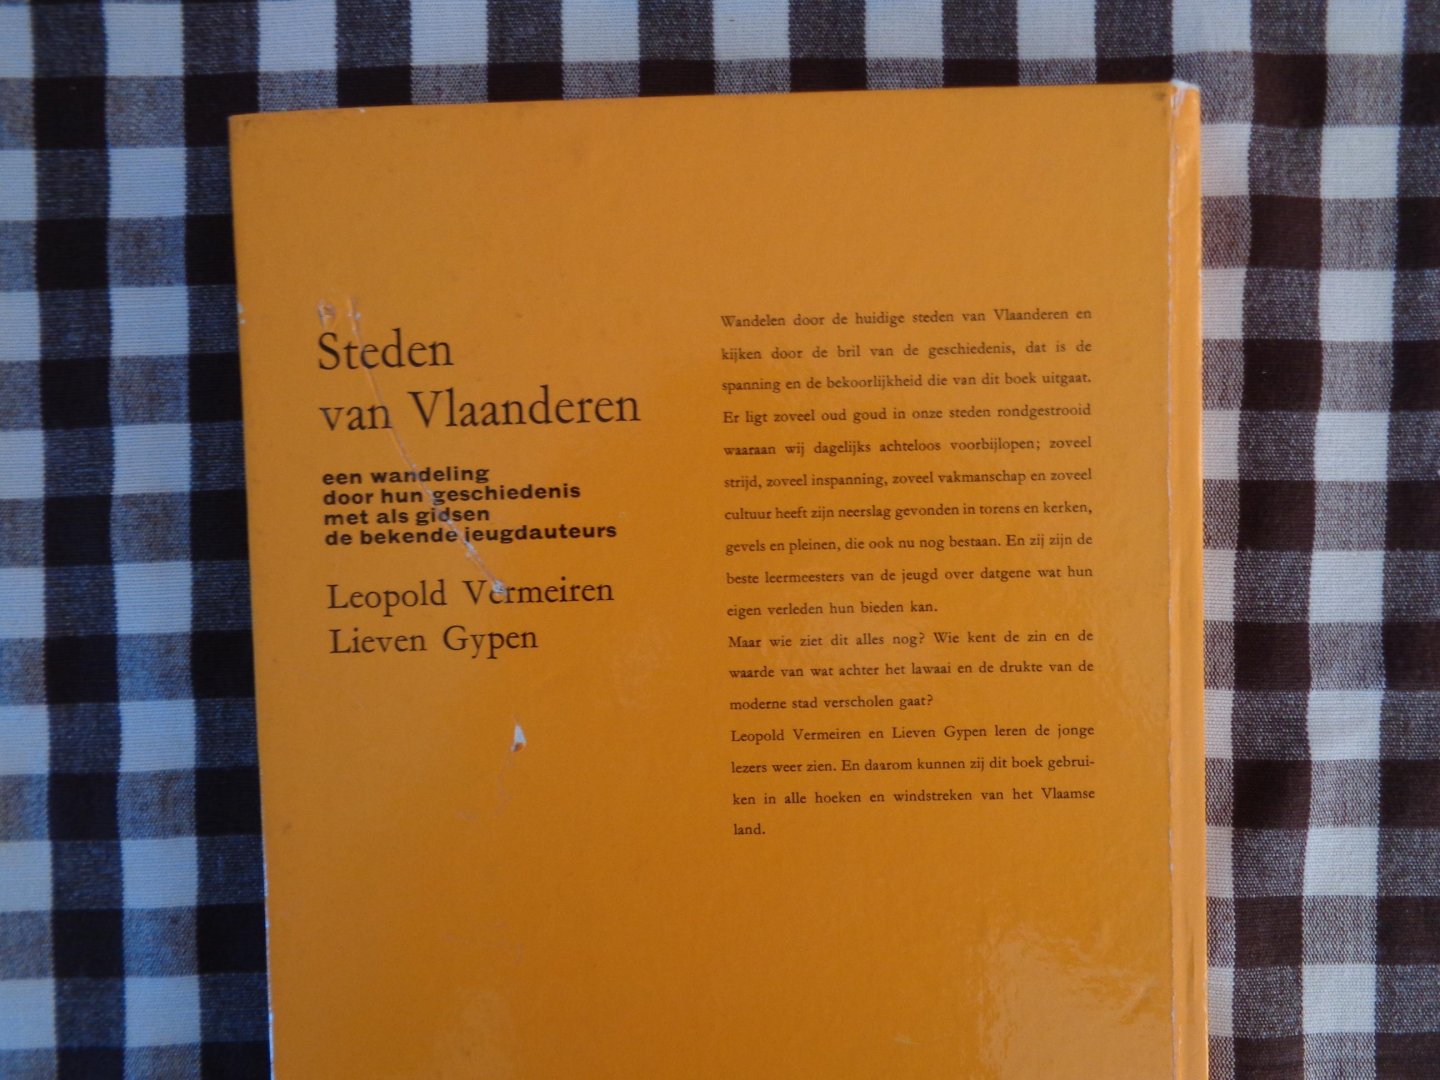 Steden
van Vlaanderen
een wandeling
door hun geschiedenis
met als gidsen
de bekende jeugdauteurs
Leopold Vermeiren
Lieven Gypen
Wandelen door de huidige steden van Vlaanderen en
kijken door de bril van de geschiedenis, dat is de
spanning en de bekoorlijkheid die van dit boek uitgaat.
Er ligt zoveel oud goud in onze steden rondgestrooid
waaraan wij dagelijks achteloos voorbijlopen; zoveel
strijd, zoveel inspanning, zoveel vakmanschap en zoveel
cultuur heeft zijn neerslag gevonden in torens en kerken,
gevels en pleinen, die ook nu nog bestaan. En zij zijn de
beste leermeesters van de jeugd over datgene wat hun
eigen verleden hun bieden kan.
Maar wie ziet dit alles nog? Wie kent de zin en de
waarde van wat achter het lawaai en de drukte van de
moderne stad verscholen gaat?
Leopold Vermeiren en Lieven Gypen leren de jonge
lezers weer zien. En daarom kunnen zij dit boek gebrui-
ken in alle hoeken en windstreken van het Vlaamse
land.